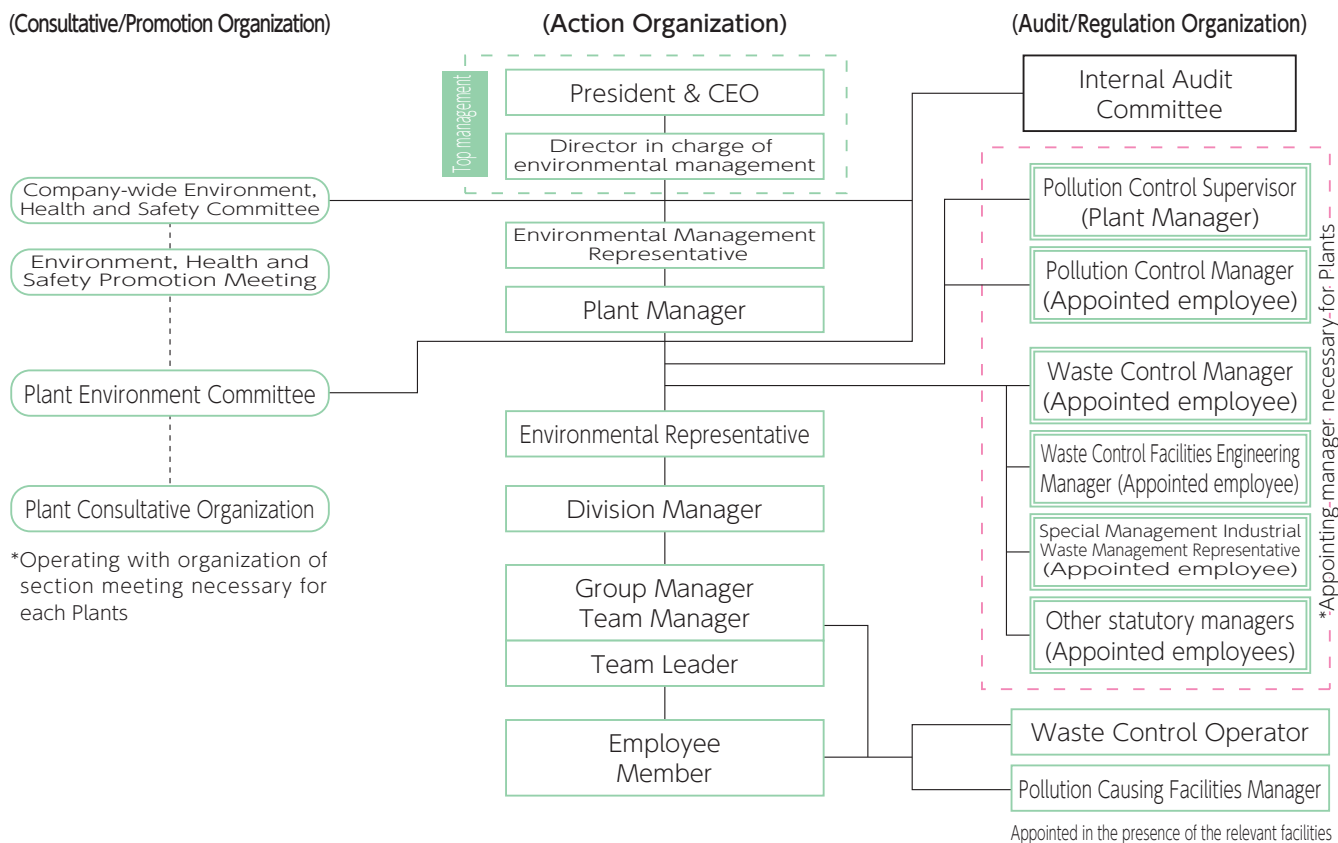 (Consultative/Promotion Organization)
(Action Organization)
(Audit/Regulation Organization)
Top management
President & CEO
Director in charge of
environmental management
Company-wide Environment,
Health and Safety Committee
Environment, Health and
Safety Promotion Meeting
Plant Environment Committee
Plant Consultative Organization
*Operating with organization of
section meeting necessary for
each Plants
Environmental Management
Representative
Plant Manager
Environmental Representative
Division Manager
Group Manager
Team Manager
Team Leader
Employee
Member
Internal Audit
Committee
Pollution Control Supervisor
(Plant Manager)
Pollution Control Manager
(Appointed employee)
Waste Control Manager
(Appointed employee)
Waste Control Facilities Engineering
Manager (Appointed employee)
Special Management Industrial
Waste Management Representative
(Appointed employee)
Other statutory managers
(Appointed employees)
*Appointing manager necessary for Plants
Waste Control Operator
Pollution Causing Facilities Manager
Appointed in the presence of the relevant facilities